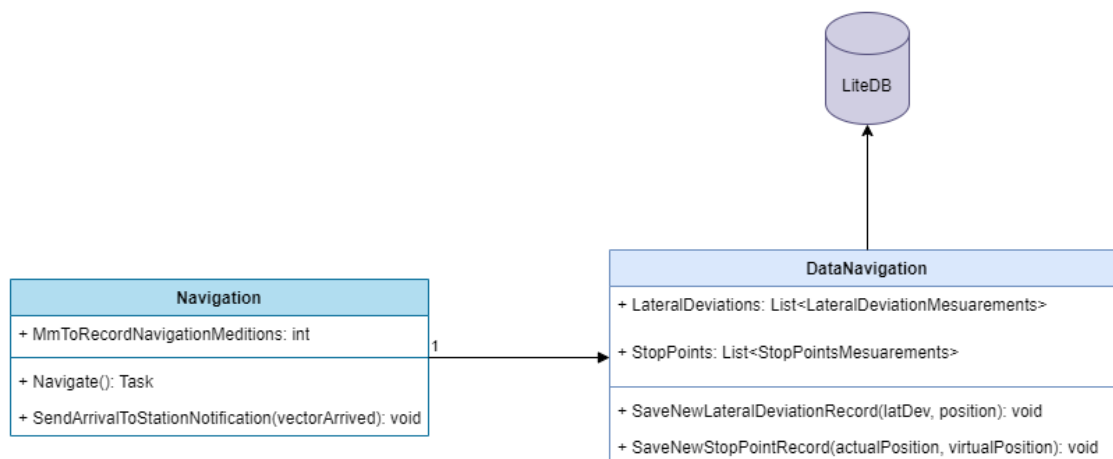 LiteDB
DataNavigation
+ LateralDeviations: List<LateralDeviationMesuarements>
+ StopPoints: List<StopPointsMesuarements>
+ SaveNewLateralDeviationRecord(latDev, position): void
+ SaveNewStopPointRecord(actualPosition, virtualPosition): void
Navigation
+ MmToRecordNavigationMeditions: int
+ Navigate(): Task
+ SendArrivalToStationNotification(vectorArrived): void
1